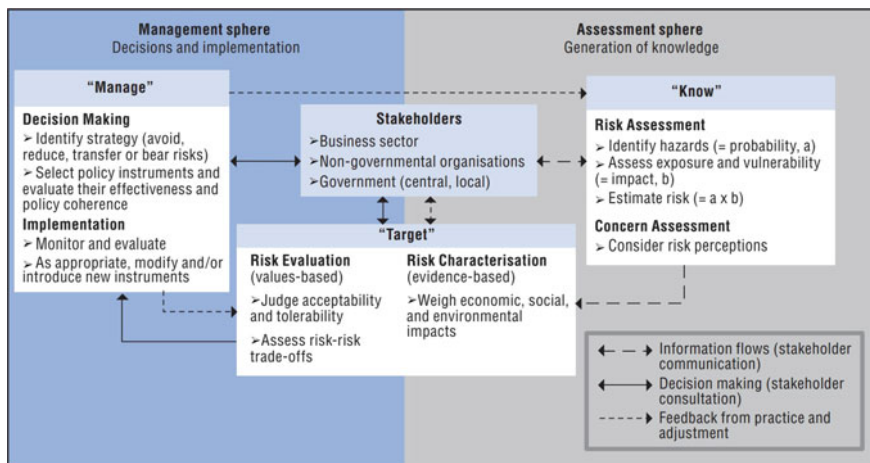 Management sphere
Decisions and implementation
Assessment sphere
Generation of knowledge
“Manage”
Decision Making
➢ Identify strategy (avoid,
reduce, transfer or bear risks)
➢ Select policy instruments and
evaluate their effectiveness and
policy coherence
Implementation
➢ Monitor and evaluate
➢ As appropriate, modify and/or
introduce new instruments
Stakeholders
➢ Business sector
➢ Non-governmental organisations
➢ Government (central, local)
“Know”
Risk Assessment
➢ Identify hazards (= probability, a)
➢ Assess exposure and vulnerability
(= impact, b)
➢ Estimate risk (= a x b)
Concern Assessment
➢ Consider risk perceptions
“Target”
Risk Evaluation
(values-based)
➢Judge acceptability
and tolerability
➢Assess risk-risk
trade-offs
Risk Characterisation
(evidence-based)
➢Weigh economic, social,
and environmental
impacts
Information flows (stakeholder
communication)
Decision making (stakeholder
consultation)
Feedback from practice and
adjustment